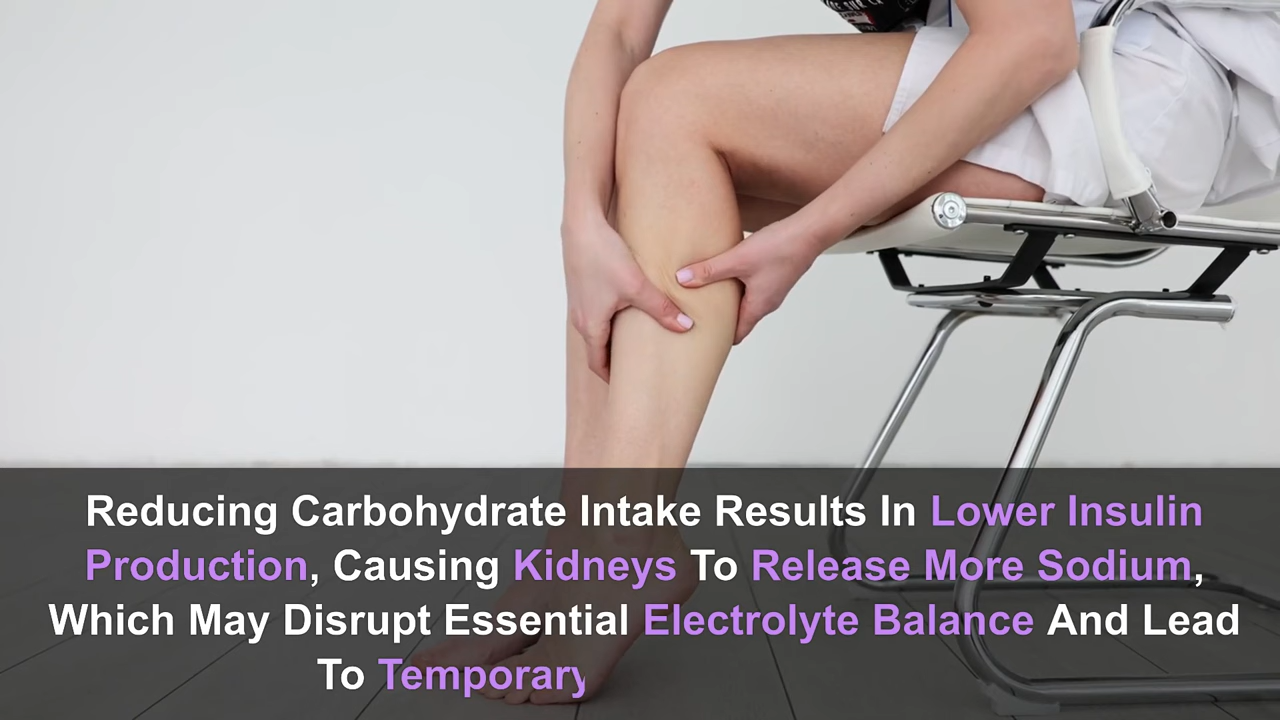 Reducing Carbohydrate Intake Results In Lower Insulin
Production, Causing Kidneys To Release More Sodium,
Which May Disrupt Essential Electrolyte Balance And Lead
To Temporary